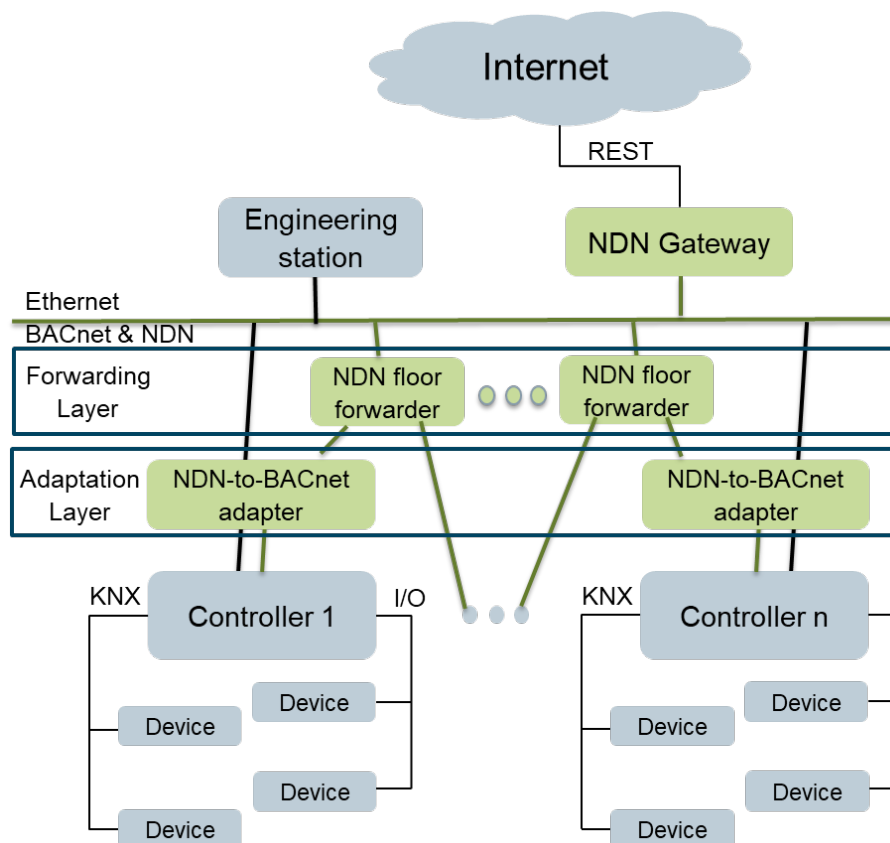 Internet
REST
Engineering
station
NDN Gateway
Ethernet
BACnet & NDN
Forwarding
Layer
NDN floor
forwarder
NDN floor
forwarder
Adaptation
Layer
NDN-to-BACnet
adapter
NDN-to-BACnet
adapter
KNX
Controller 1
I/O
KNX
Controller n
Device
Device
Device
Device
Device
Device
Device
Device